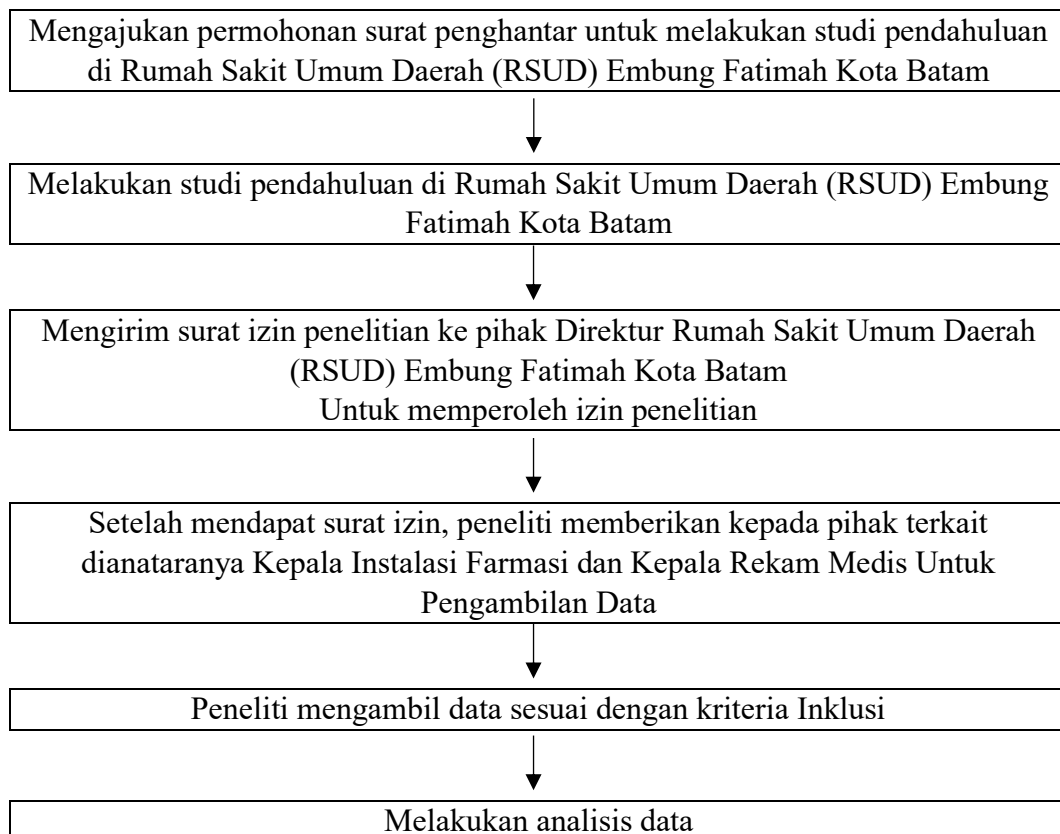 Mengajukan permohonan surat penghantar untuk melakukan studi pendahuluan
di Rumah Sakit Umum Daerah (RSUD) Embung Fatimah Kota Batam
Melakukan studi pendahuluan di Rumah Sakit Umum Daerah (RSUD) Embung
Fatimah Kota Batam
Mengirim surat izin penelitian ke pihak Direktur Rumah Sakit Umum Daerah
(RSUD) Embung Fatimah Kota Batam
Untuk memperoleh izin penelitian
Setelah mendapat surat izin, peneliti memberikan kepada pihak terkait
dianataranya Kepala Instalasi Farmasi dan Kepala Rekam Medis Untuk
Pengambilan Data
Peneliti mengambil data sesuai dengan kriteria Inklusi
Melakukan analisis data